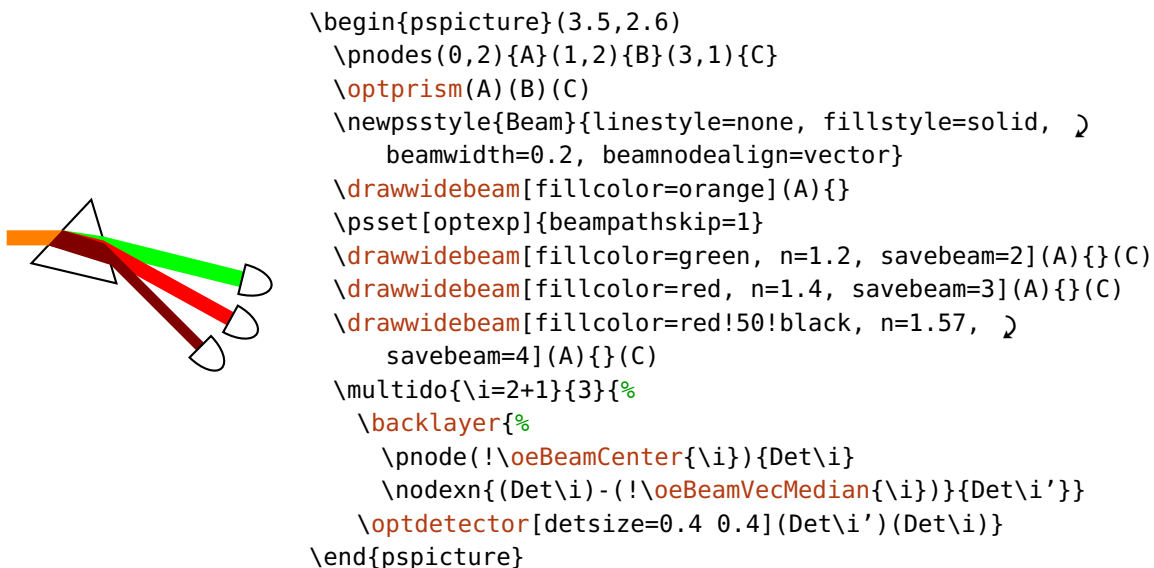 \begin{pspicture}(3.5,2.6)
\pnodes(0,2){A}(1,2){B}(3,1){C}
\optprism(A)(B)(C)
\newpsstyle{Beam}{linestyle=none, fillstyle=solid, ⤸
beamwidth=0.2, beamnodealign=vector}
\drawwidebeam[fillcolor=orange](A){}
\psset[optexp]{beampathskip=1}
\drawwidebeam[fillcolor=green, n=1.2, savebeam=2](A){}(C)
\drawwidebeam[fillcolor=red, n=1.4, savebeam=3](A){}(C)
\drawwidebeam[fillcolor=red!50!black, n=1.57, ⤸
savebeam=4](A){}(C)
\multido{\i=2+1}{3}{%
\backlayer{%
\pnode(!\oeBeamCenter{\i}){Det\i}
\nodexn{(Det\i)-(!\oeBeamVecMedian{\i})}{Det\i’}}
\optdetector[detsize=0.4 0.4](Det\i’)(Det\i)}
\end{pspicture}